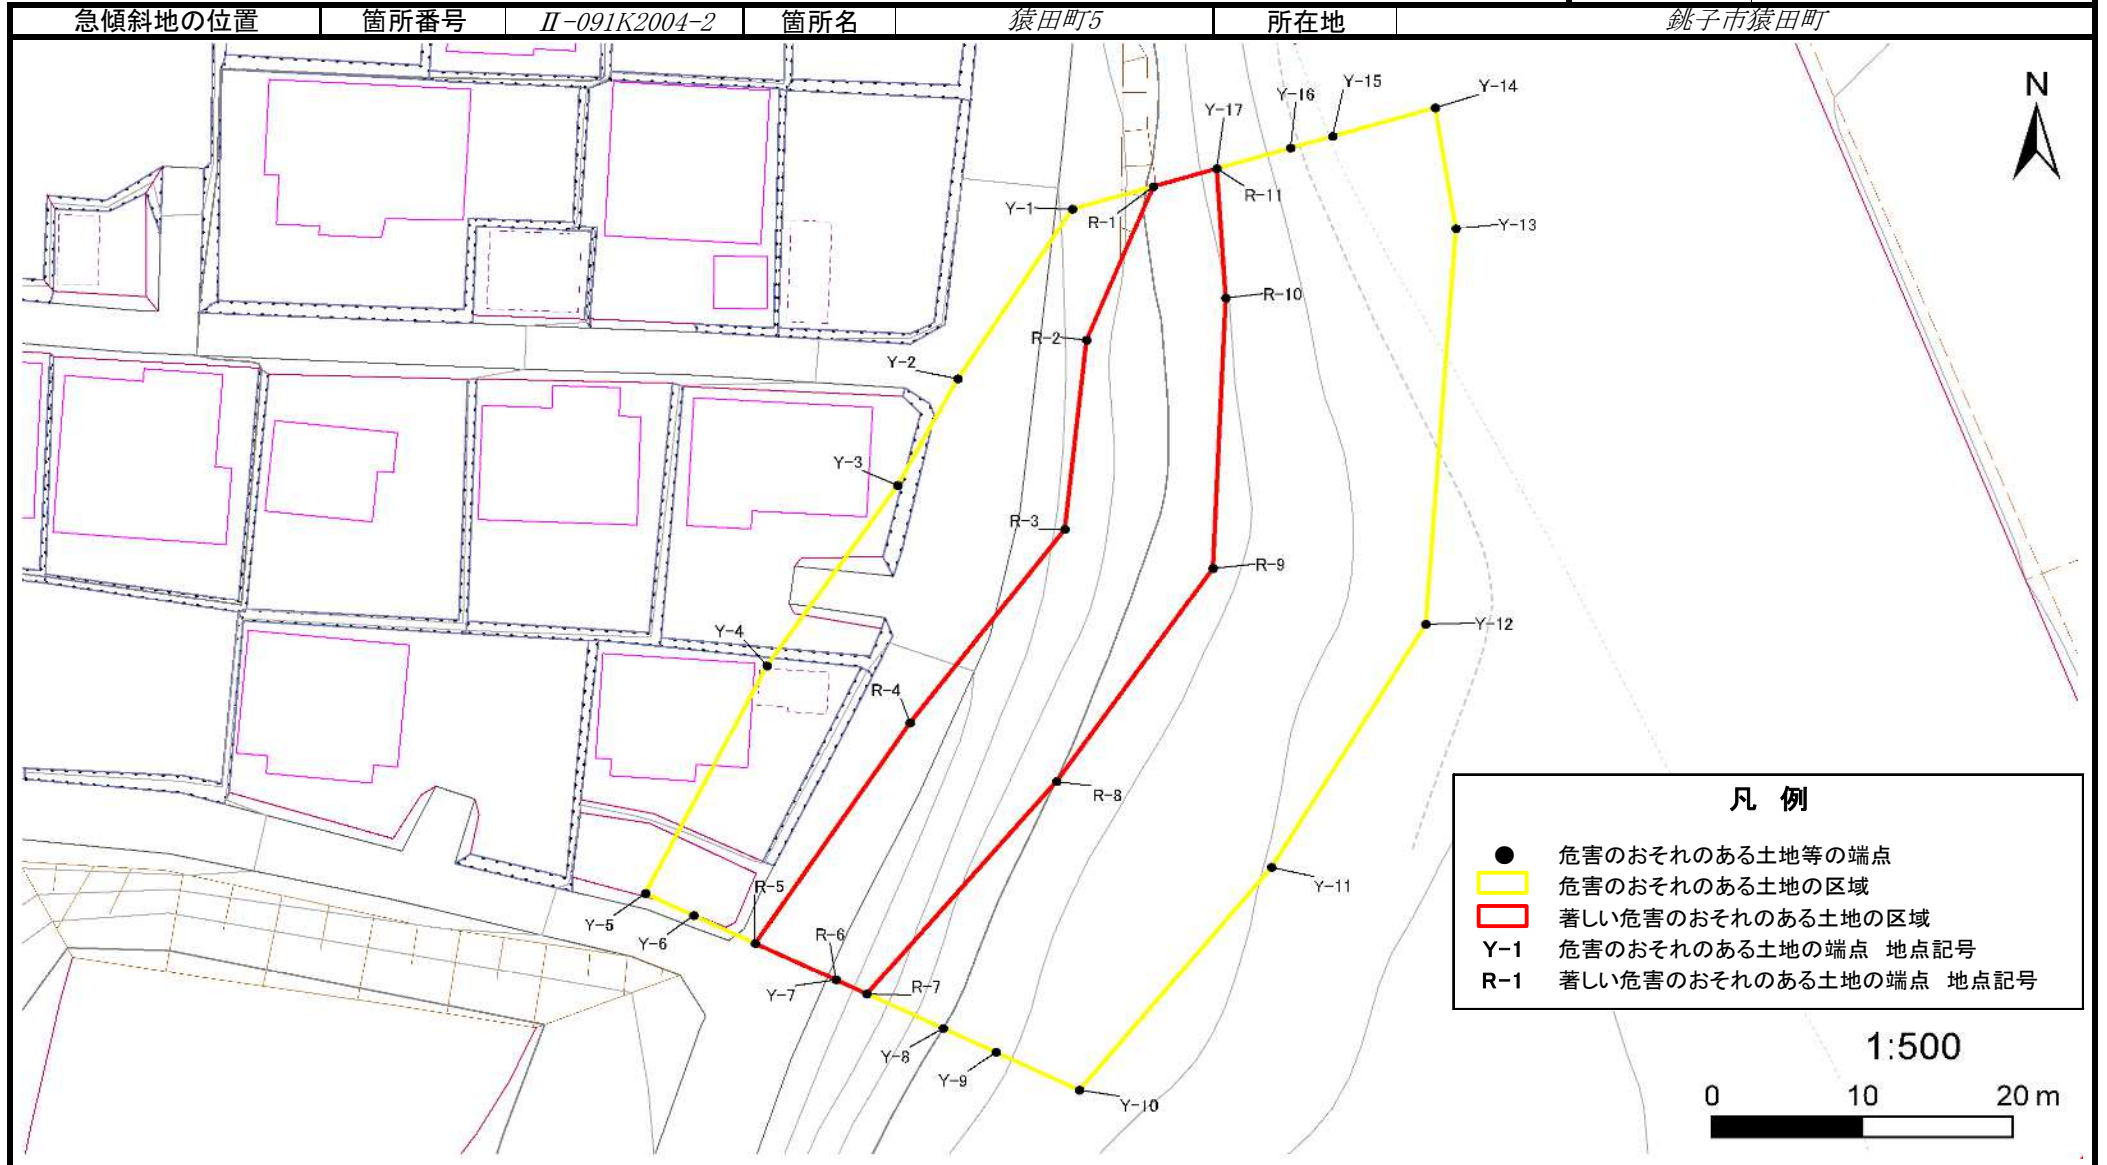 急傾斜地の位置 箇所番号 Ⅱ-091K2004-2 箇所名 猿田町5 所在地 銚子市猿田町
N
Y-14
Y-15
Y-16
Y-17
R-11
Y-1
R-1
Y-13
R-10
R-2
Y-2
Y-3
R-3
R-9
Y-4
Y-12
R-4
R-8
Y-11
R-5
Y-5
Y-6
R-6
Y-7
R-7
Y-8
Y-9
Y-10
凡 例
危害のおそれのある土地等の端点
危害のおそれのある土地の区域
著しい危害のおそれのある土地の区域
Y-1 危害のおそれのある土地の端点 地点記号
R-1 著しい危害のおそれのある土地の端点 地点記号
1:500
0 10 20 m